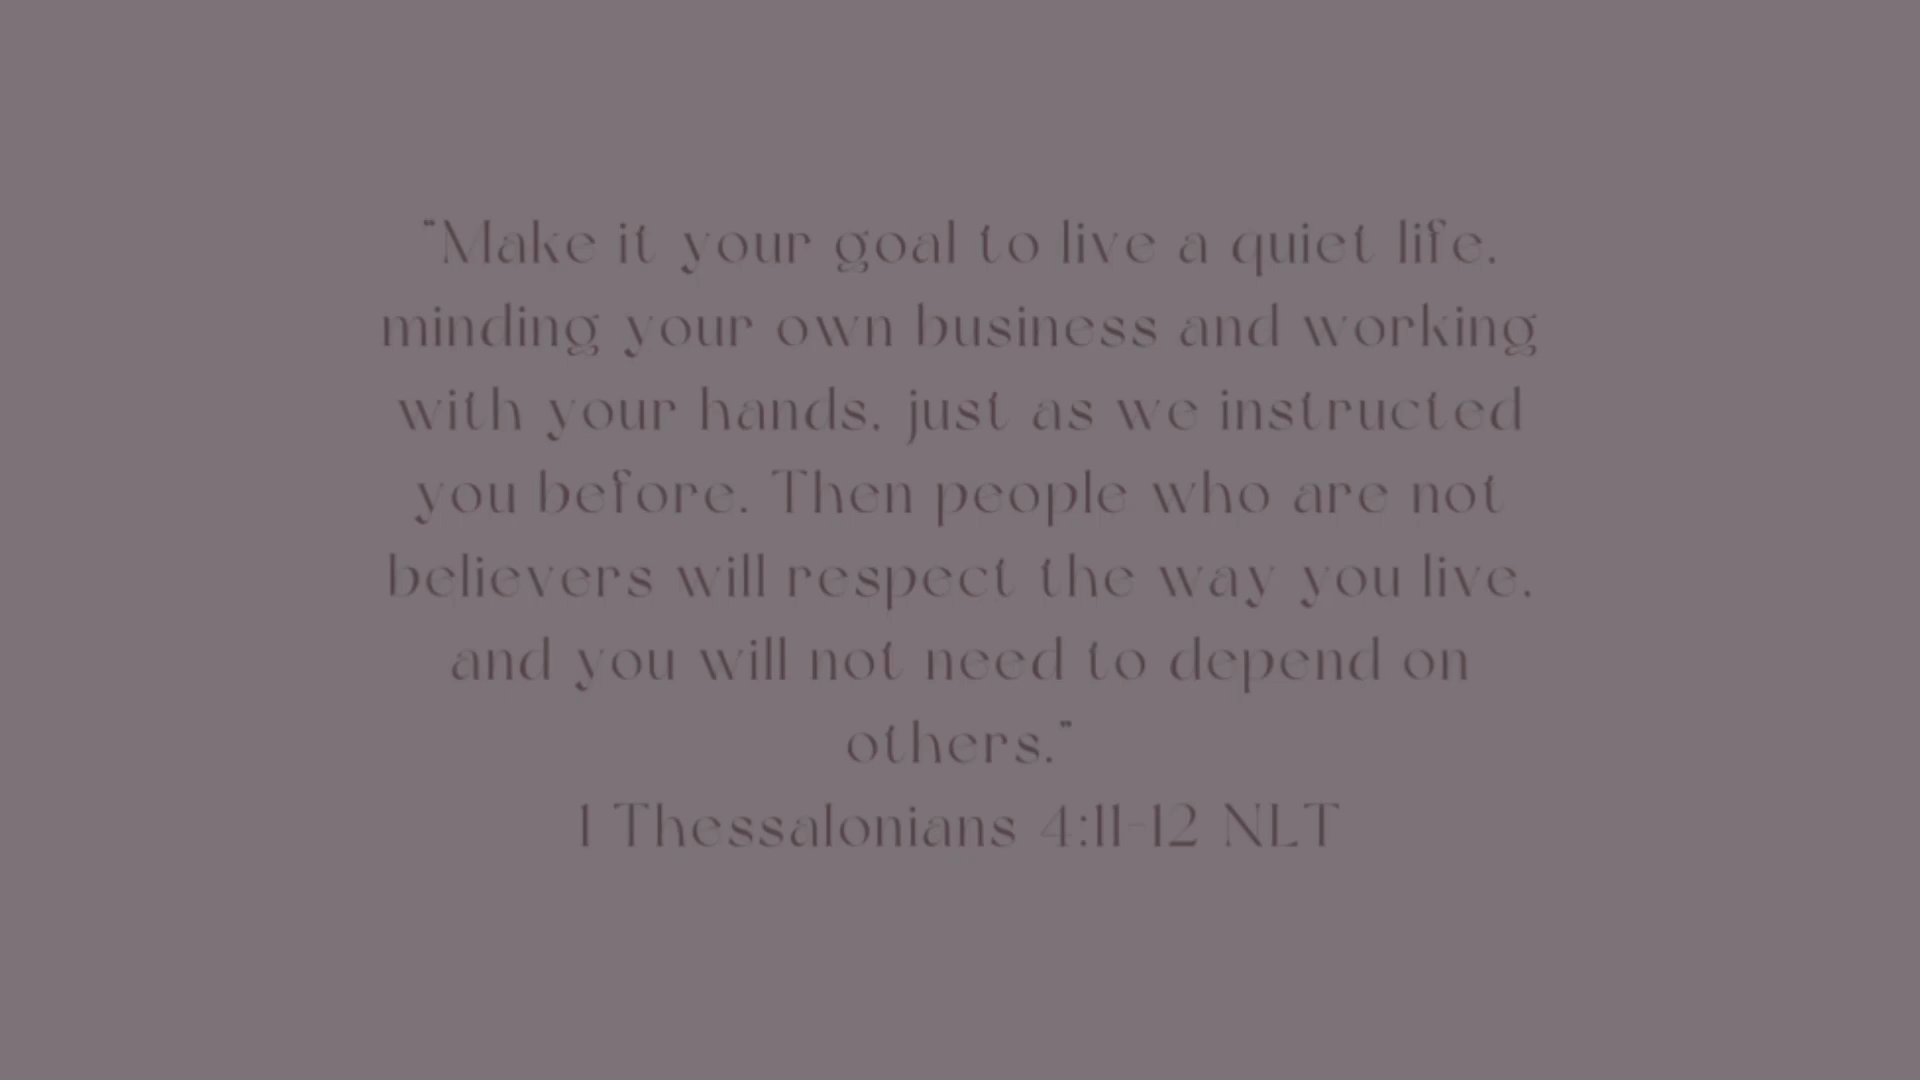 "Make it your goal to live a quiet life,
minding your own business and working
with your hands, just as we instructed
you before. Then people who are not
believers will respect the way you live,
and you will not need to depend on
others."
1 Thessalonians 4:11-12 NLT